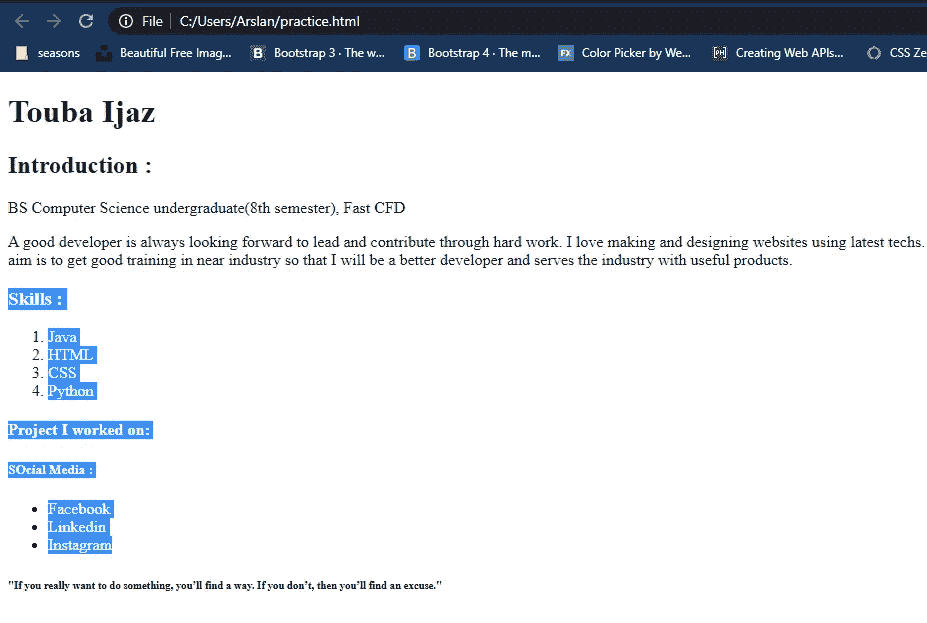 File C:/Users/Arslan/practice.html
seasons Beautiful Free Imag... Bootstrap 3 · The w... Bootstrap 4 · The m... Color Picker by We... Creating Web APIs... CSS Ze
Touba Ijaz
Introduction :
BS Computer Science undergraduate(8th semester), Fast CFD
A good developer is always looking forward to lead and contribute through hard work. I love making and designing websites using latest techs.
aim is to get good training in near industry so that I will be a better developer and serves the industry with useful products.
Skills :
1. Java
2. HTML
3. CSS
4. Python
Project I worked on:
SOcial Media :
• Facebook
• Linkedin
• Instagram
"If you really want to do something, you’ll find a way. If you don’t, then you’ll find an excuse."